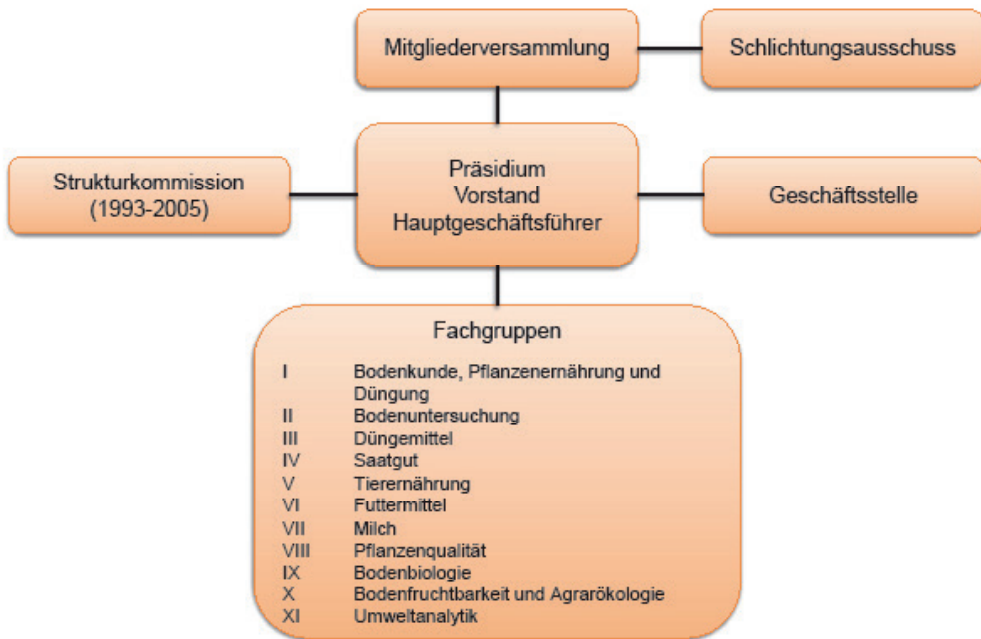 Mitgliederversammlung
Schlichtungsausschuss
Strukturkommission
(1993-2005)
Präsidium
Vorstand
Hauptgeschäftsführer
Geschäftsstelle
Fachgruppen
I Bodenkunde, Pflanzenernährung und
Düngung
II Bodenuntersuchung
III Düngemittel
IV Saatgut
V Tierernährung
VI Futtermittel
VII Milch
VIII Pflanzenqualität
IX Bodenbiologie
X Bodenfruchtbarkeit und Agrarökologie
XI Umweltanalytik